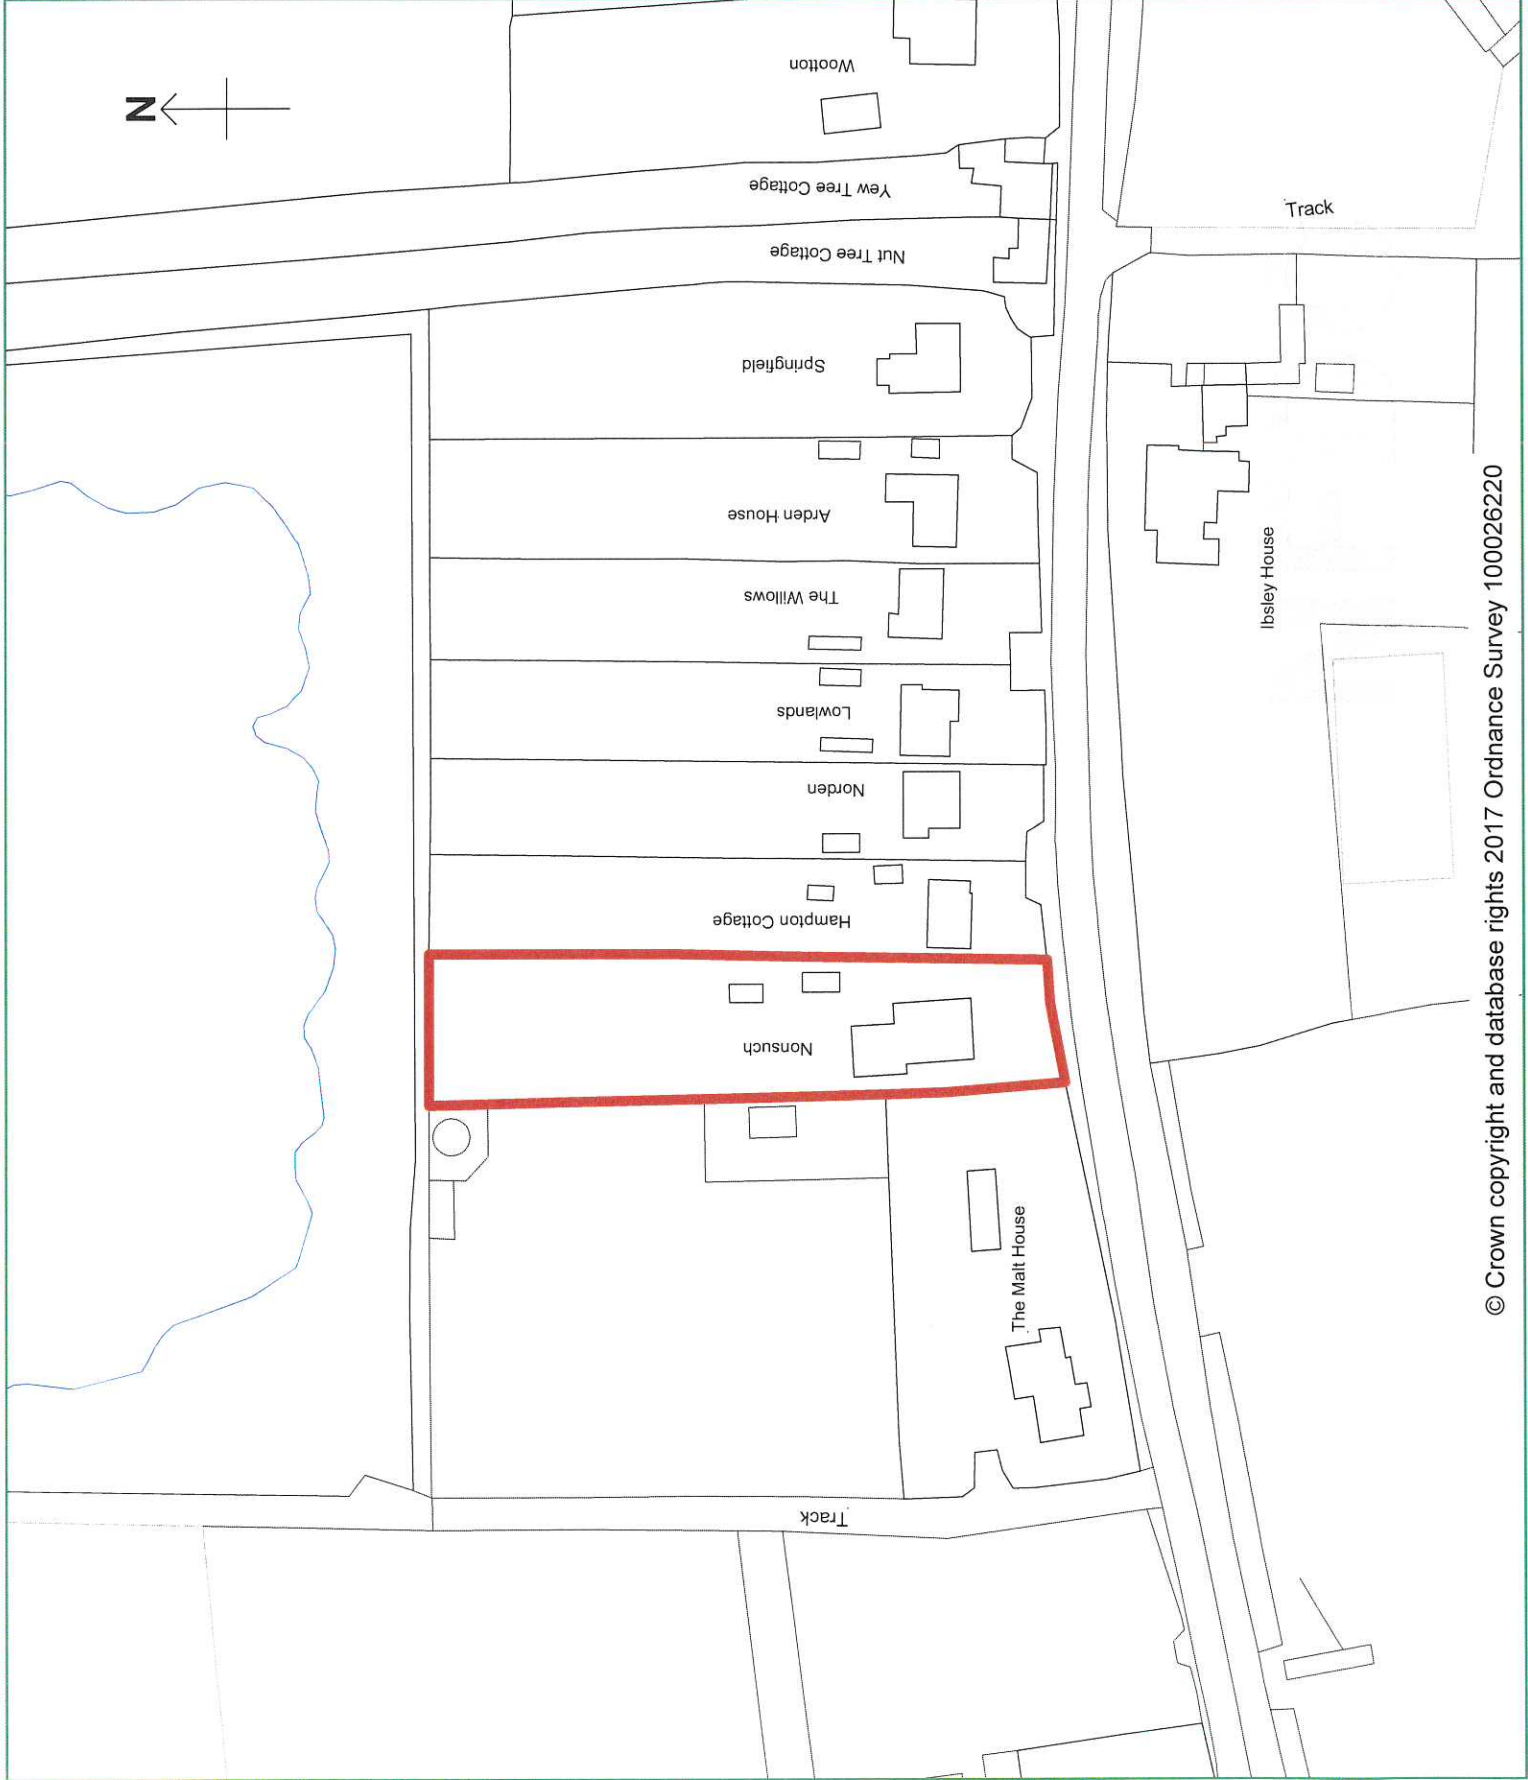 N
Wootton
Yew Tree Cottage
Nut Tree Cottage
Track
Springfield
Arden House
The Willows
Ibsley House
Lowlands
Norden
Hampton Cottage
Nonsuch
The Malt House
Track
© Crown copyright and database rights 2017 Ordnance Survey 100026220